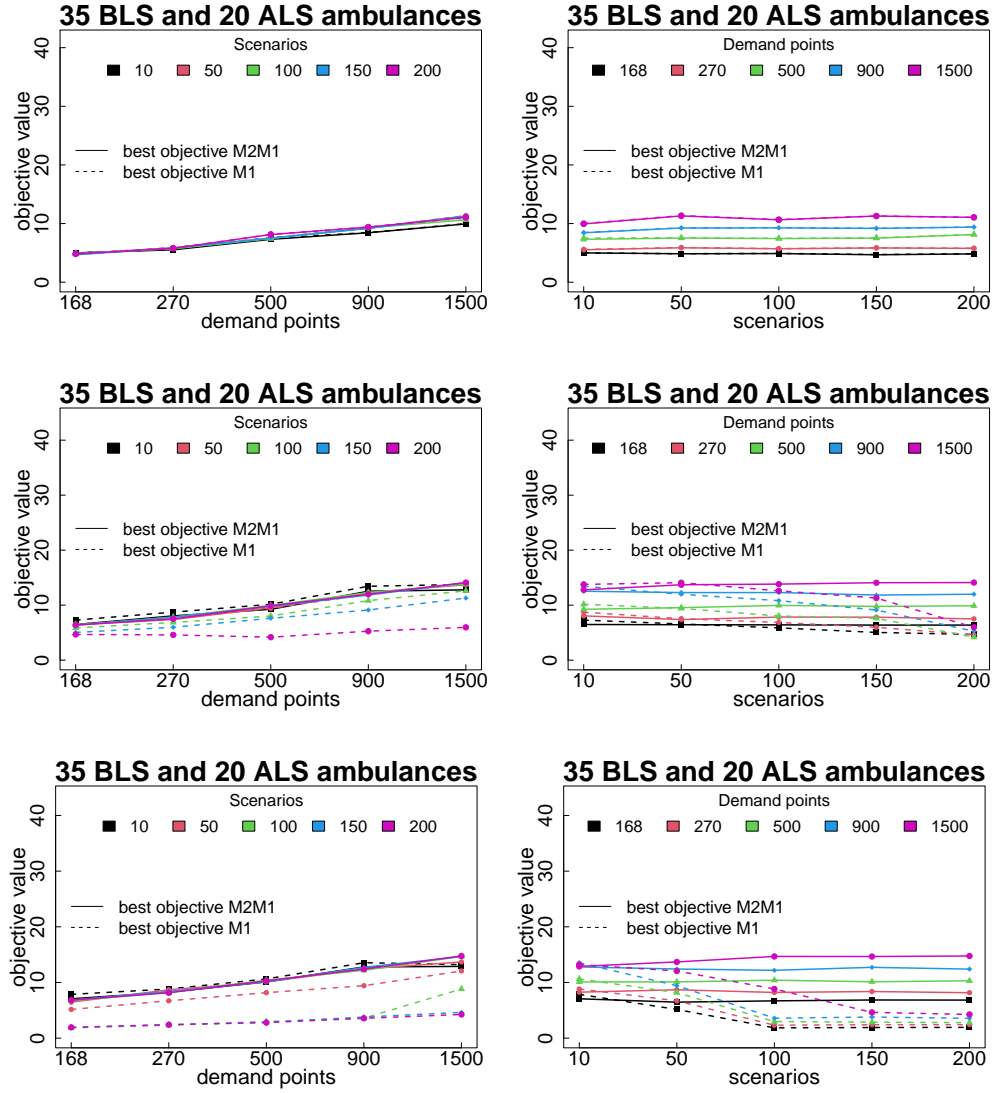 35 BLS and 20 ALS ambulances
Scenarios
10 50 100 150 200
best objective M2M1
best objective M1
objective value
0 10 20 30 40
168 270 500 900 1500
demand points
35 BLS and 20 ALS ambulances
Demand points
168 270 500 900 1500
best objective M2M1
best objective M1
objective value
0 10 20 30 40
10 50 100 150 200
scenarios
35 BLS and 20 ALS ambulances
Scenarios
10 50 100 150 200
best objective M2M1
best objective M1
objective value
0 10 20 30 40
168 270 500 900 1500
demand points
35 BLS and 20 ALS ambulances
Demand points
168 270 500 900 1500
best objective M2M1
best objective M1
objective value
0 10 20 30 40
10 50 100 150 200
scenarios
35 BLS and 20 ALS ambulances
Scenarios
10 50 100 150 200
best objective M2M1
best objective M1
objective value
0 10 20 30 40
168 270 500 900 1500
demand points
35 BLS and 20 ALS ambulances
Demand points
168 270 500 900 1500
best objective M2M1
best objective M1
objective value
0 10 20 30 40
10 50 100 150 200
scenarios